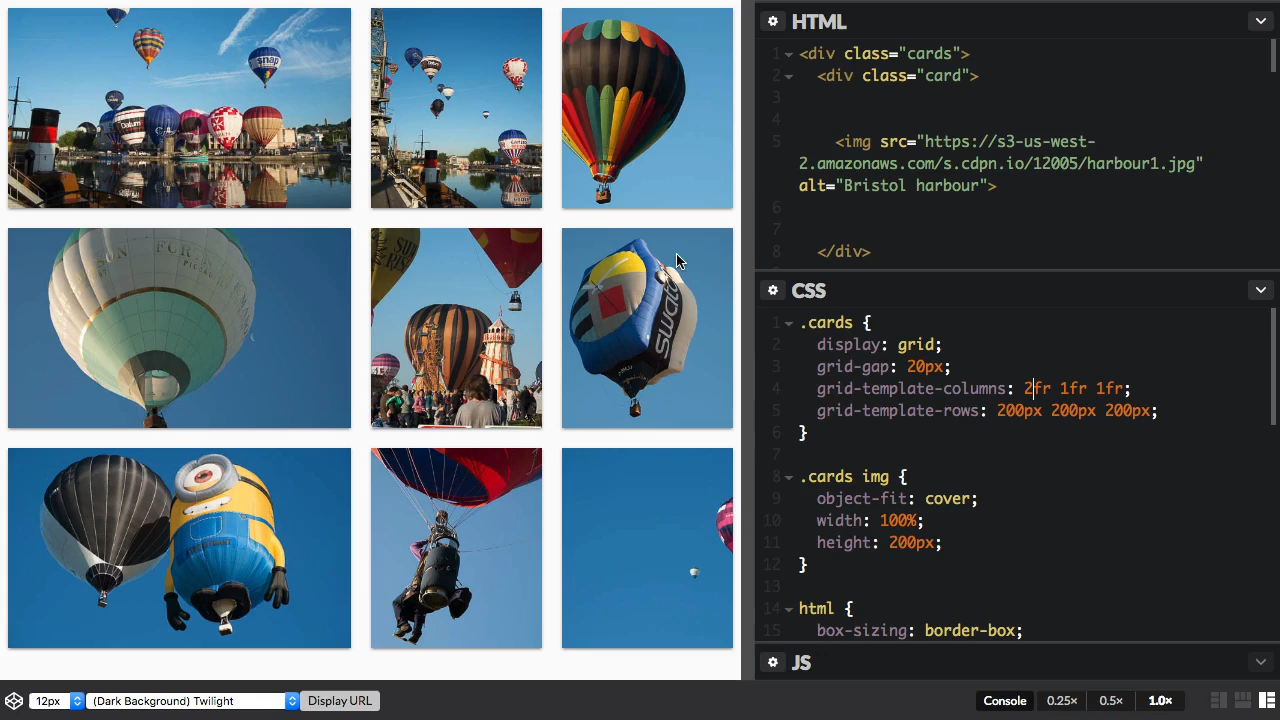 snap
Datum
SWATCH
HTML
1 <div class="cards">
2 <div class="card">
3
4
5 <img src="https://s3-us-west-
2.amazonaws.com/s.cdpn.io/12005/harbour1.jpg"
alt="Bristol harbour">
6
7
8 </div>
CSS
1 .cards {
2 display: grid;
3 grid-gap: 20px;
4 grid-template-columns: 2fr 1fr 1fr;
5 grid-template-rows: 200px 200px 200px;
6 }
7
8 .cards img {
9 object-fit: cover;
10 width: 100%;
11 height: 200px;
12 }
13
14 html {
15 box-sizing: border-box;
JS
12px (Dark Background) Twilight Display URL Console 0.25× 0.5× 1.0×